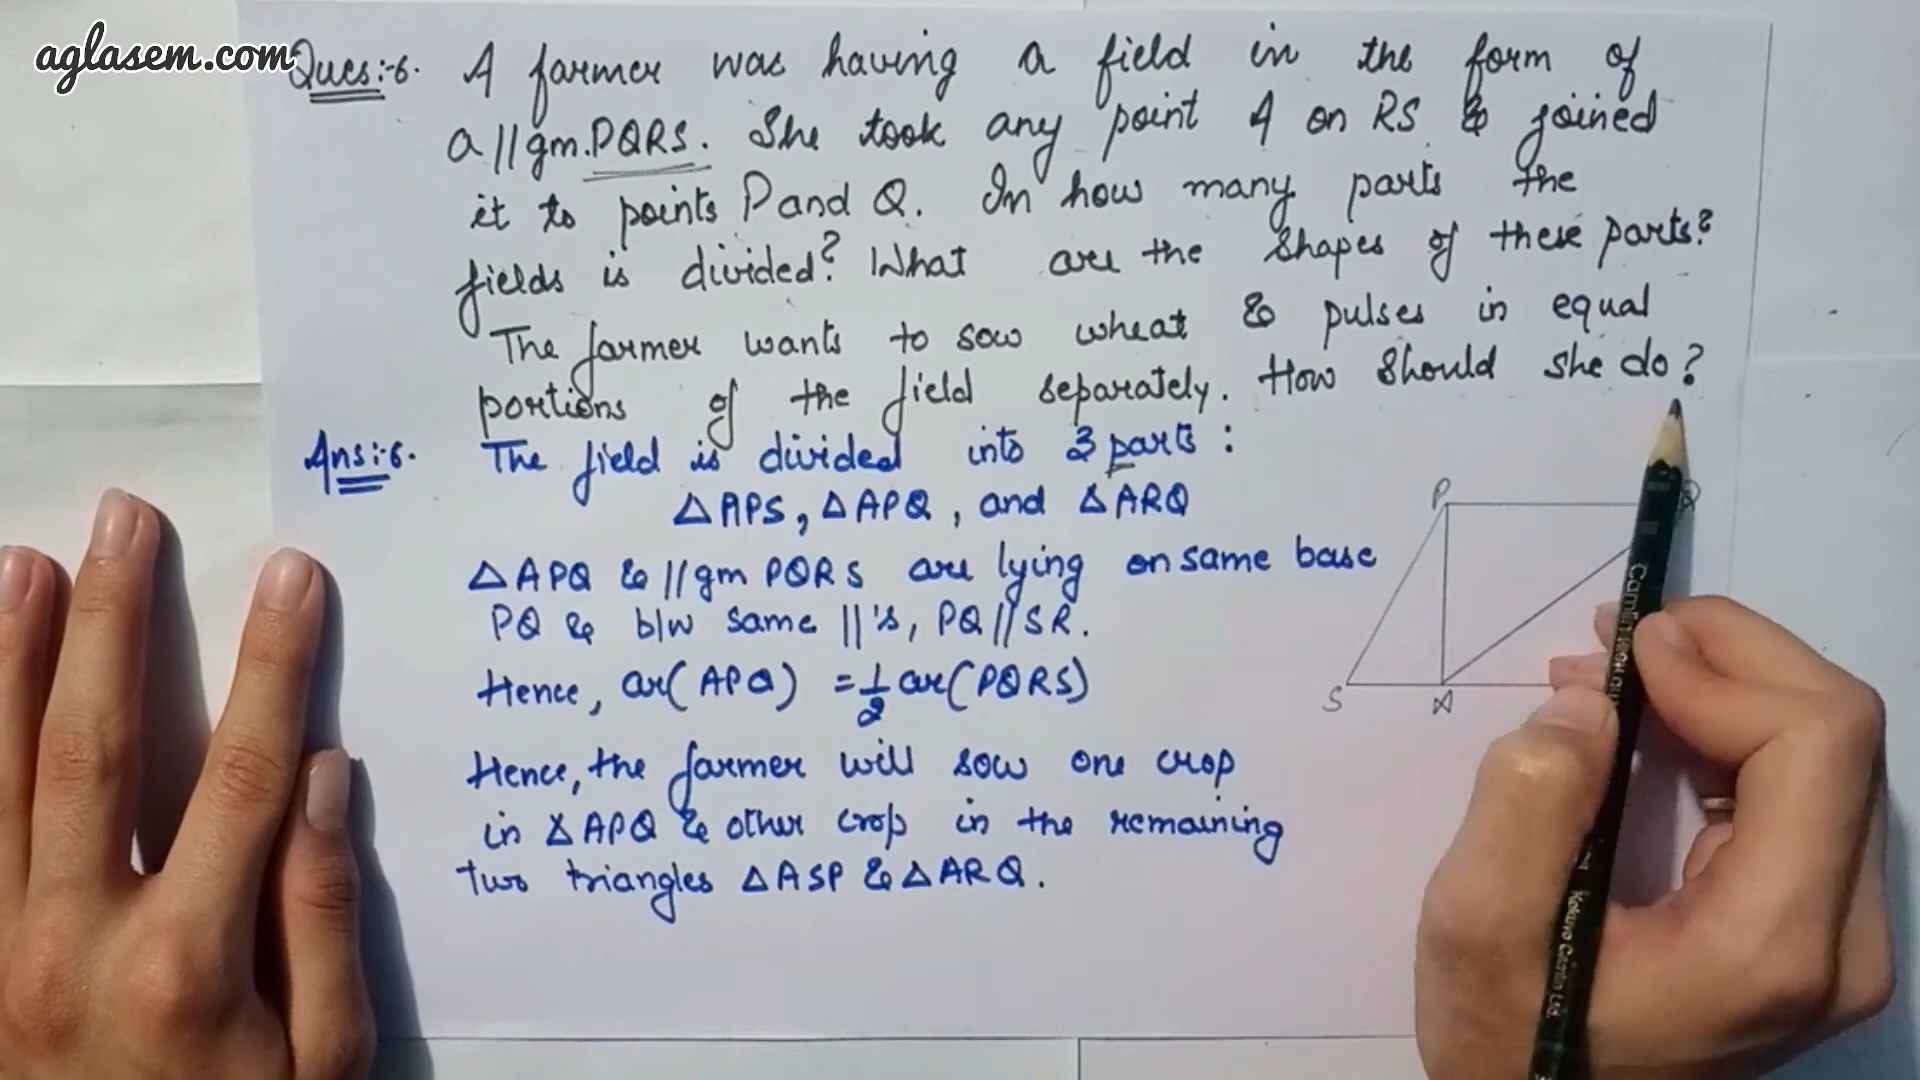 aglasem.com
Ques:-6. A farmer was having a field in the form of
a ||gm. PQRS. She took any point A on RS & joined
it to points P and Q. In how many parts the
fields is divided? What are the shapes of these parts?
The farmer wants to sow wheat & pulses in equal
portions of the field separately. How should she do?
Ans:-6. The field is divided into 3 parts:
△APS, △APQ, and △ARQ
△APQ & ||gm PQRS are lying on same base
PQ & b/w same ||'s, PQ||SR.
Hence, ar(APQ) = 1/2 ar(PQRS)
Hence, the farmer will sow one crop
in △APQ & other crop in the remaining
two triangles △ASP & △ARQ.
P Q
S A
Camlin
Kokuyo Camlin Ltd